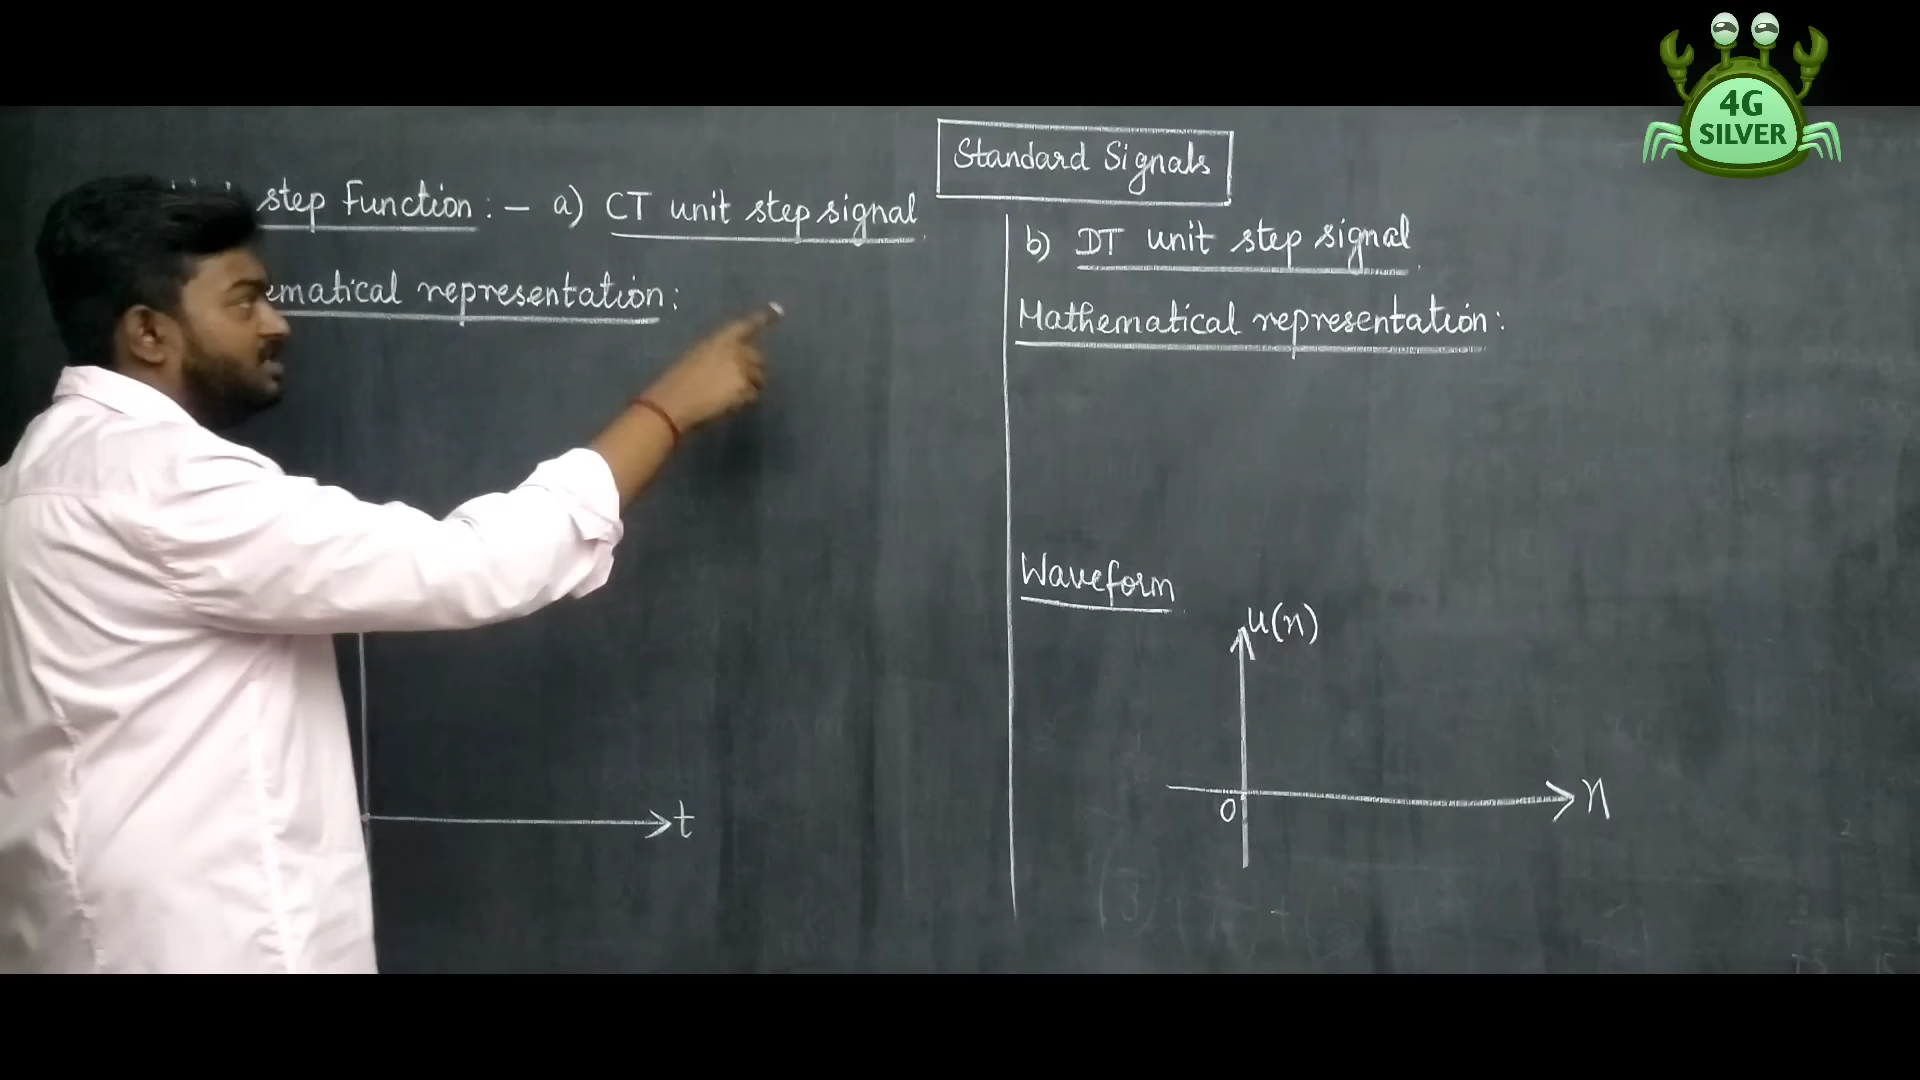 4G
SILVER
Standard Signals
step Function :- a) CT unit step signal
ematical representation:
t
b) DT unit step signal
Mathematical representation:
Waveform
u(n)
0
n